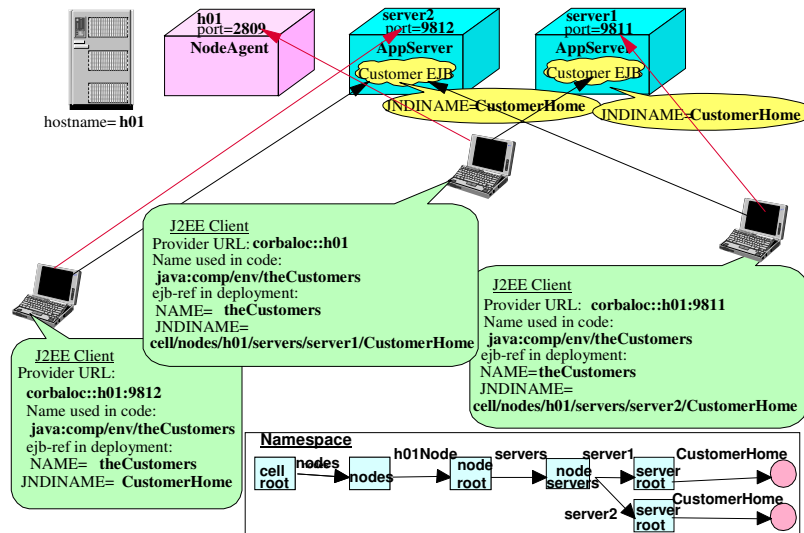 h01
port=2809
NodeAgent
server2
port=9812
AppServer
Customer EJB
server1
port=9811
AppServer
Customer EJB
JNDINAME=CustomerHome
JNDINAME=CustomerHome
hostname= h01
J2EE Client
Provider URL: corbaloc::h01
Name used in code:
java:comp/env/theCustomers
ejb-ref in deployment:
NAME= theCustomers
JNDINAME=
cell/nodes/h01/servers/server1/CustomerHome
J2EE Client
Provider URL: corbaloc::h01:9811
Name used in code:
java:comp/env/theCustomers
ejb-ref in deployment:
NAME=theCustomers
JNDINAME=
cell/nodes/h01/servers/server2/CustomerHome
J2EE Client
Provider URL:
corbaloc::h01:9812
Name used in code:
java:comp/env/theCustomers
ejb-ref in deployment:
NAME= theCustomers
JNDINAME= CustomerHome
Namespace
cell
root
nodes
nodes
h01Node
node
root
servers
node
servers
server1
server
root
CustomerHome
server2
server
root
CustomerHome